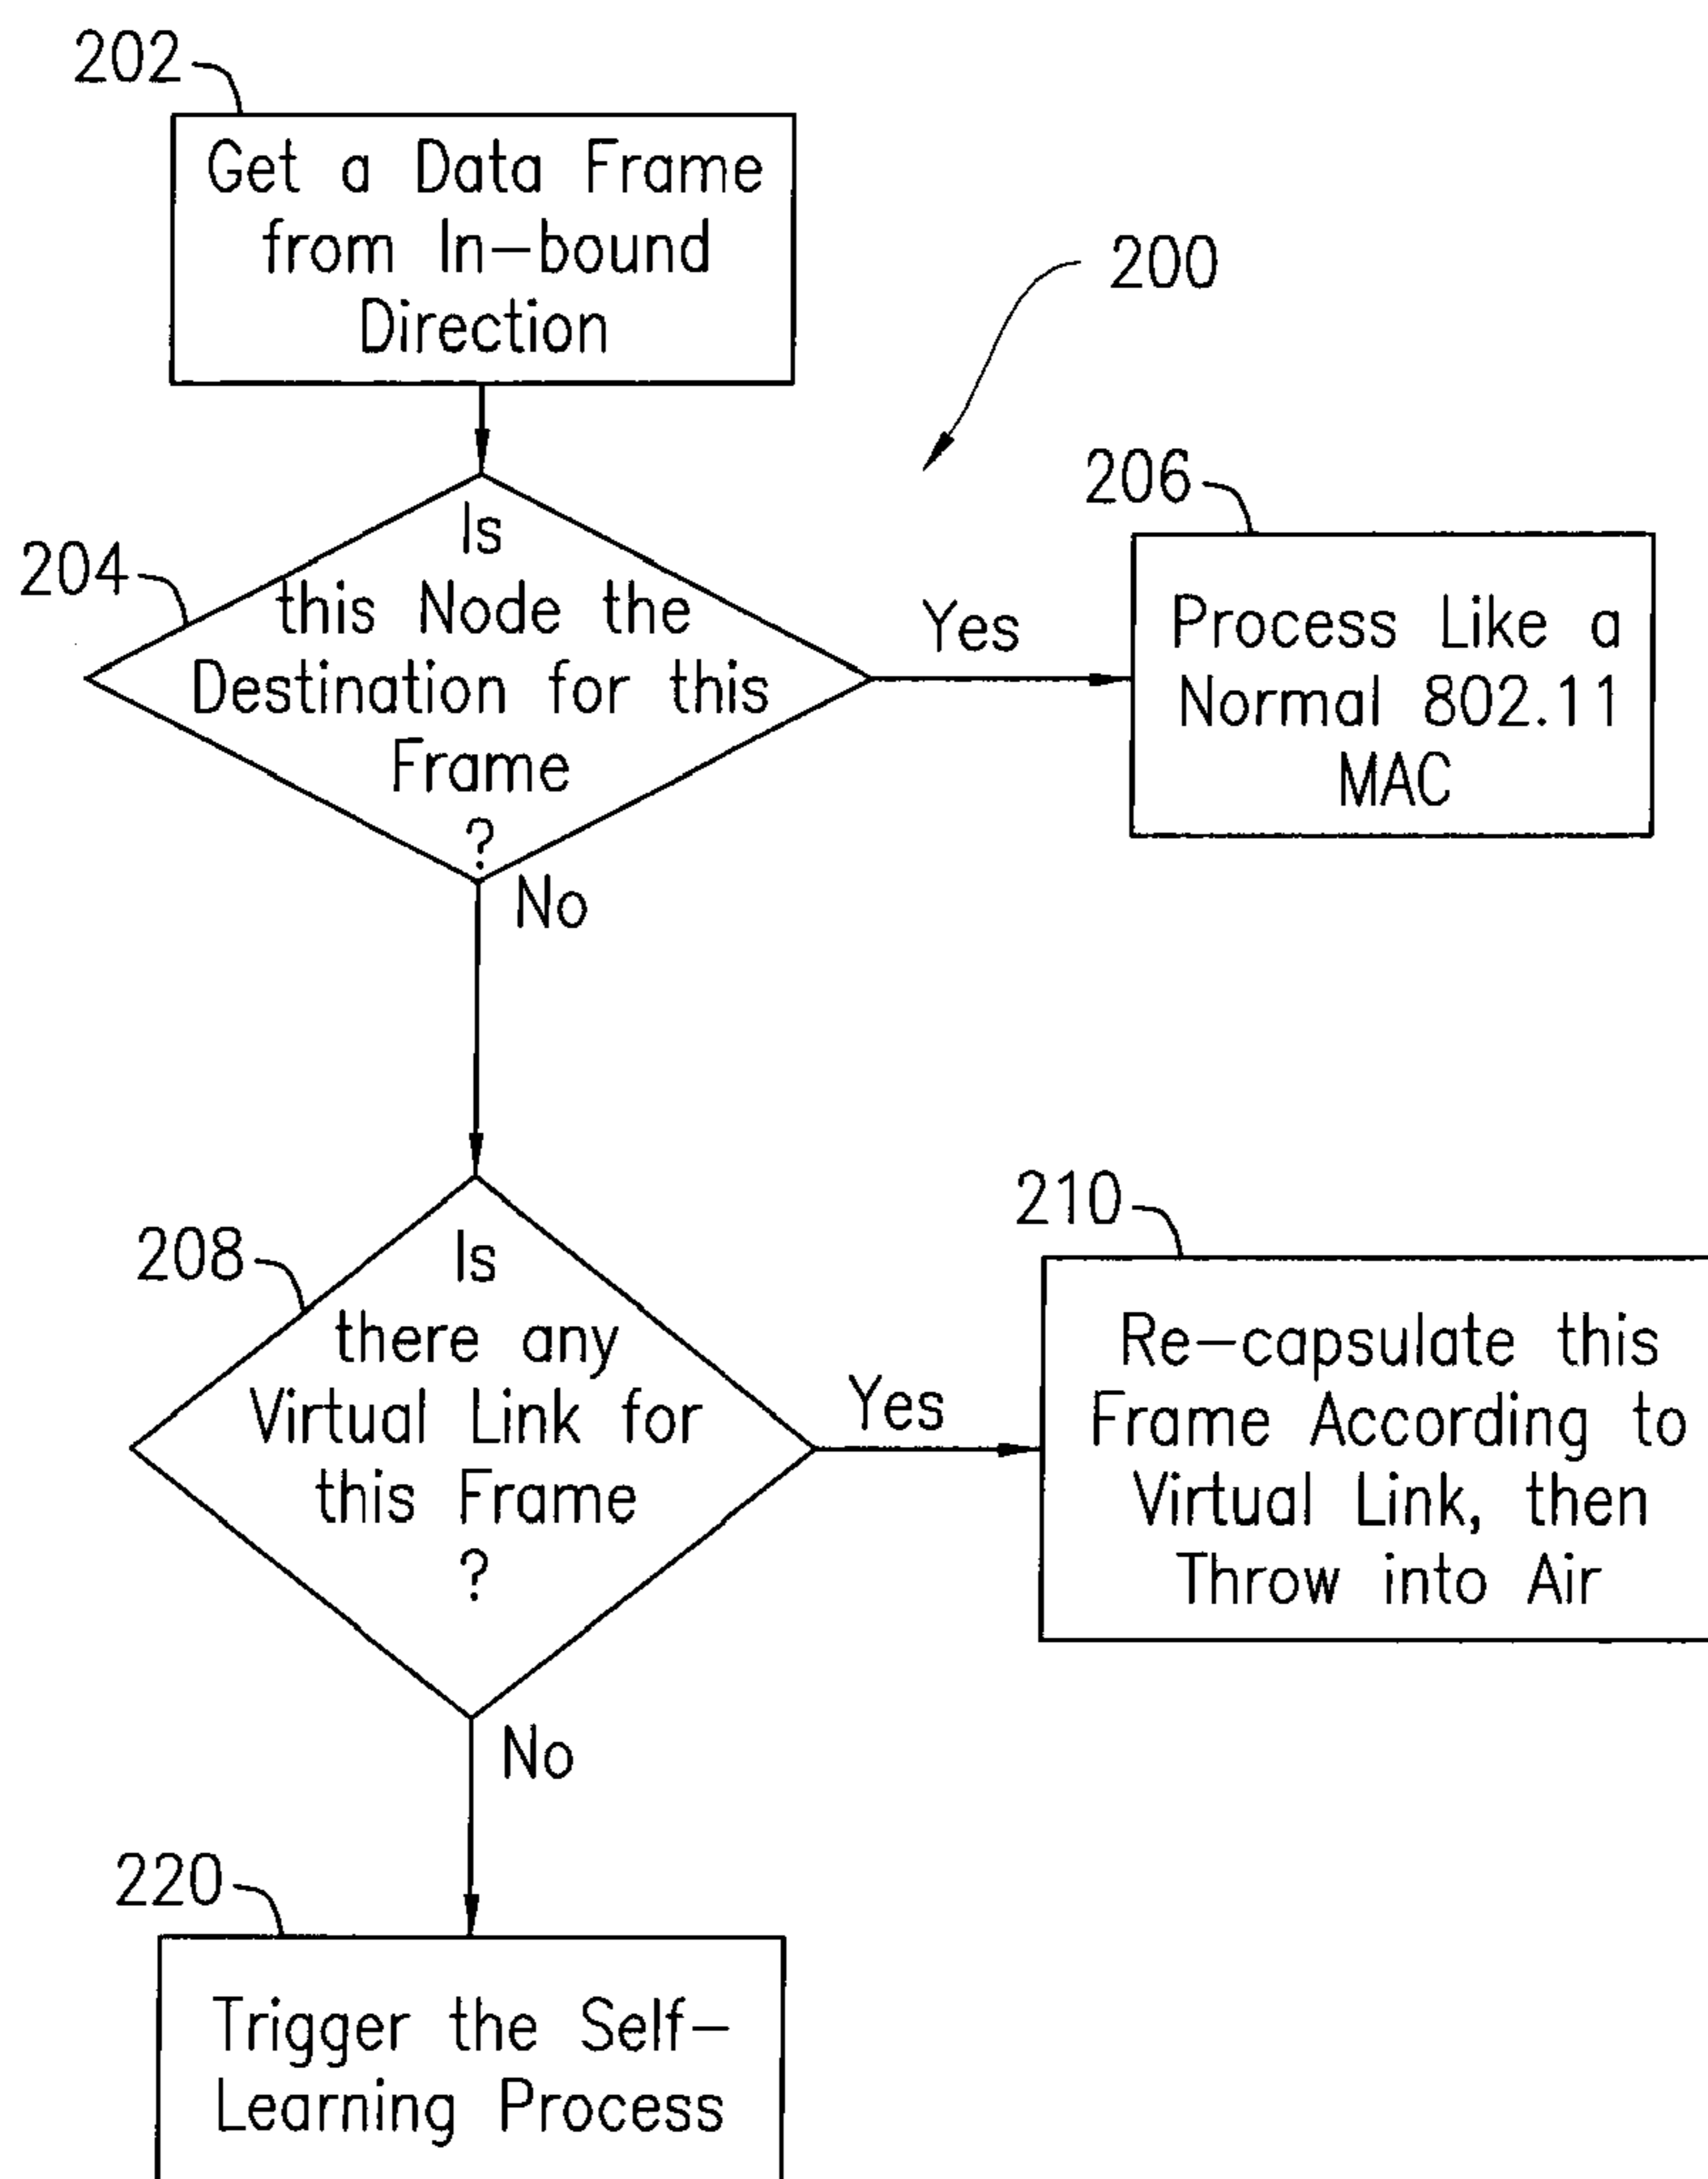 202
Get a Data Frame
from In-bound
Direction
200
204
Is
this Node the
Destination for this
Frame
?
Yes
206
Process Like a
Normal 802.11
MAC
No
208
Is
there any
Virtual Link for
this Frame
?
Yes
210
Re-capsulate this
Frame According to
Virtual Link, then
Throw into Air
No
220
Trigger the Self-
Learning Process